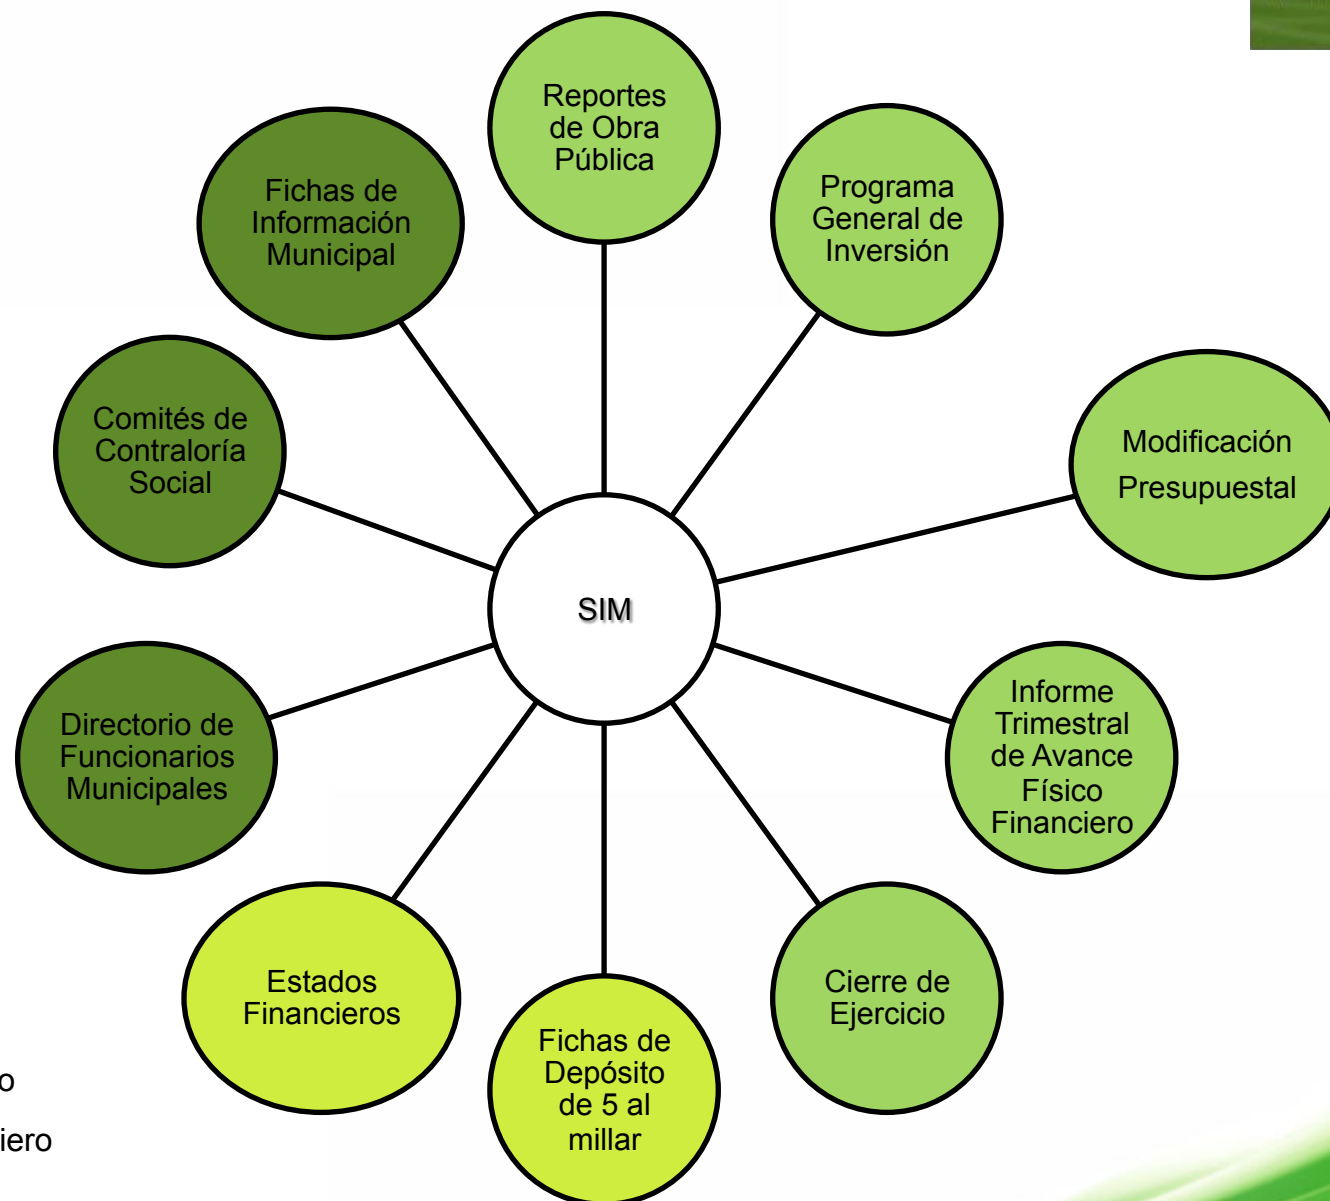 Reportes
de Obra
Pública
Programa
General de
Inversión
Modificación
Presupuestal
Informe
Trimestral
de Avance
Físico
Financiero
Cierre de
Ejercicio
Fichas de
Depósito
de 5 al
millar
Estados
Financieros
Directorio de
Funcionarios
Municipales
Comités de
Contraloría
Social
Fichas de
Información
Municipal
SIM
o
iero